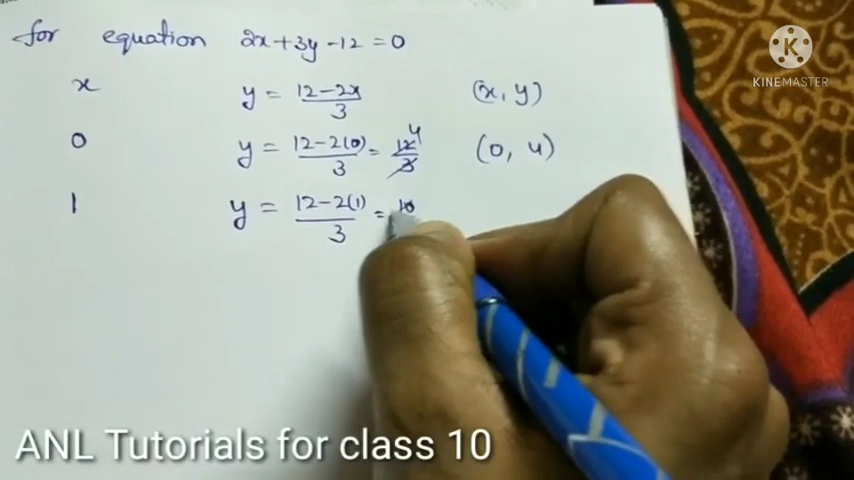 for equation 2x+3y-12=0
KINEMASTER
x y = 12-2x/3 (x, y)
0 y = 12-2(0)/3 = 12/3 4 (0, 4)
1 y = 12-2(1)/3 = 10
ANL Tutorials for class 10